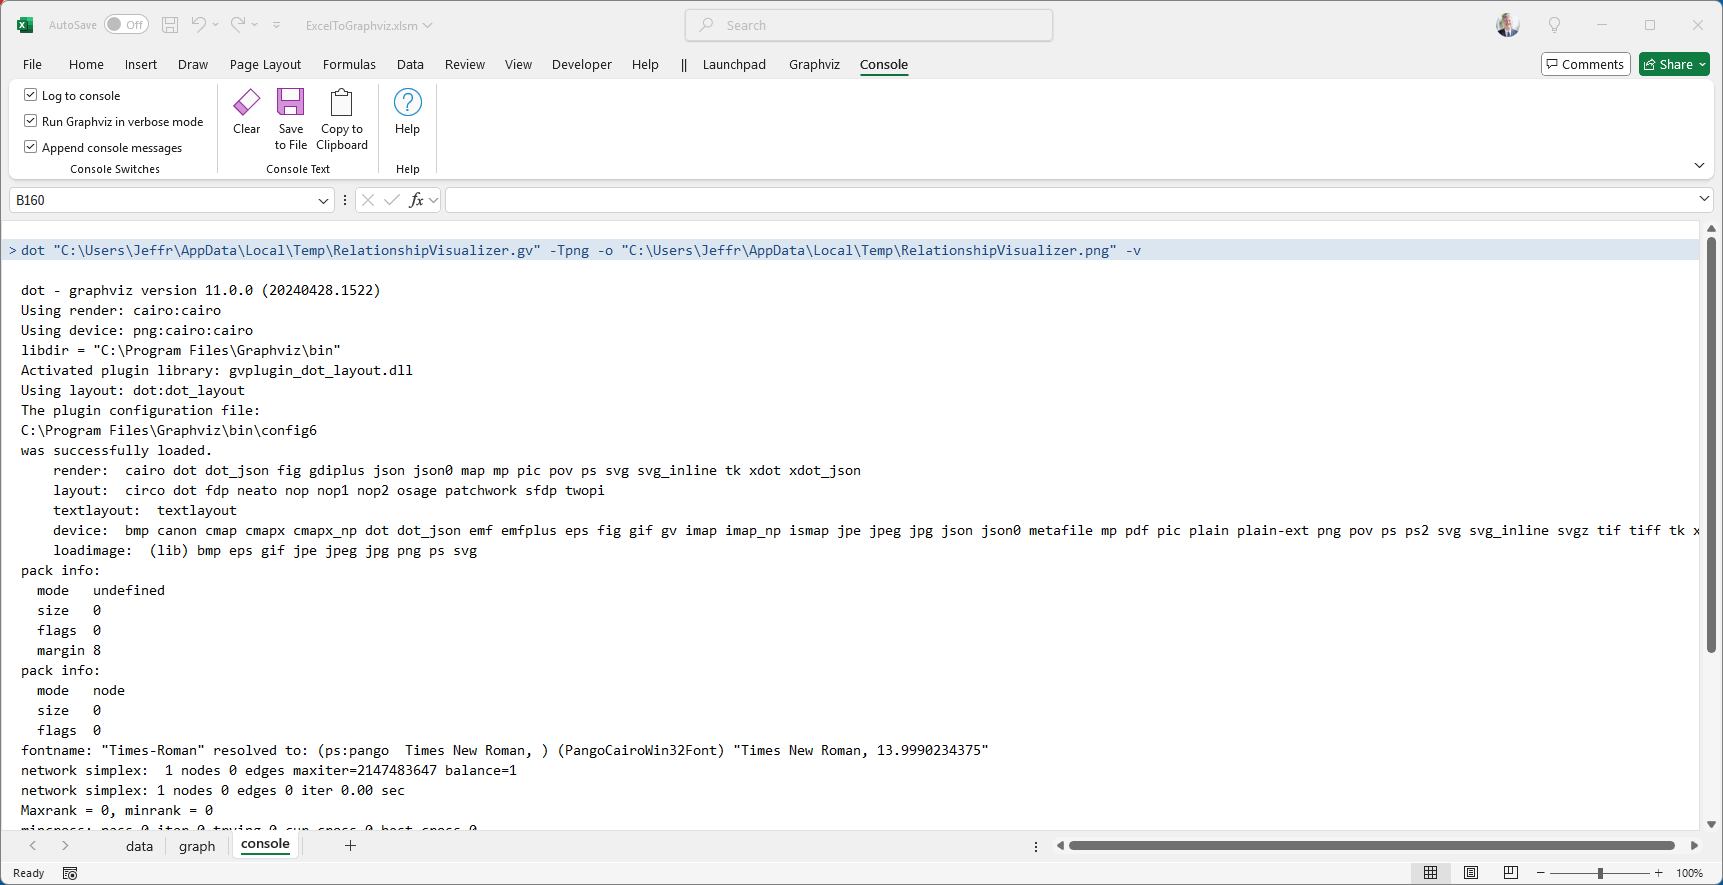 AutoSave Off ExcelToGraphviz.xlsm Search
File Home Insert Draw Page Layout Formulas Data Review View Developer Help || Launchpad Graphviz Console Comments Share
Log to console
Run Graphviz in verbose mode
Append console messages
Console Switches
Clear
Save to File
Copy to Clipboard
Console Text
Help
Help
B160
fx
> dot "C:\Users\Jeffr\AppData\Local\Temp\RelationshipVisualizer.gv" -Tpng -o "C:\Users\Jeffr\AppData\Local\Temp\RelationshipVisualizer.png" -v
dot - graphviz version 11.0.0 (20240428.1522)
Using render: cairo:cairo
Using device: png:cairo:cairo
libdir = "C:\Program Files\Graphviz\bin"
Activated plugin library: gvplugin_dot_layout.dll
Using layout: dot:dot_layout
The plugin configuration file:
C:\Program Files\Graphviz\bin\config6
was successfully loaded.
render:  cairo dot dot_json fig gdiplus json json0 map mp pic pov ps svg svg_inline tk xdot xdot_json
layout:  circo dot fdp neato nop nop1 nop2 osage patchwork sfdp twopi
textlayout:  textlayout
device:  bmp canon cmap cmapx cmapx_np dot dot_json emf emfplus eps fig gif gv imap imap_np ismap jpe jpeg jpg json json0 metafile mp pdf pic plain plain-ext png pov ps ps2 svg svg_inline svgz tif tiff tk x
loadimage:  (lib) bmp eps gif jpe jpeg jpg png ps svg
pack info:
mode   undefined
size   0
flags  0
margin 8
pack info:
mode   node
size   0
flags  0
fontname: "Times-Roman" resolved to: (ps:pango  Times New Roman, ) (PangoCairoWin32Font) "Times New Roman, 13.9990234375"
network simplex:  1 nodes 0 edges maxiter=2147483647 balance=1
network simplex: 1 nodes 0 edges 0 iter 0.00 sec
Maxrank = 0, minrank = 0
mincross: pass 0 iter 0 trying 0 cur_cross 0 best_cross 0
data graph console
Ready 100%